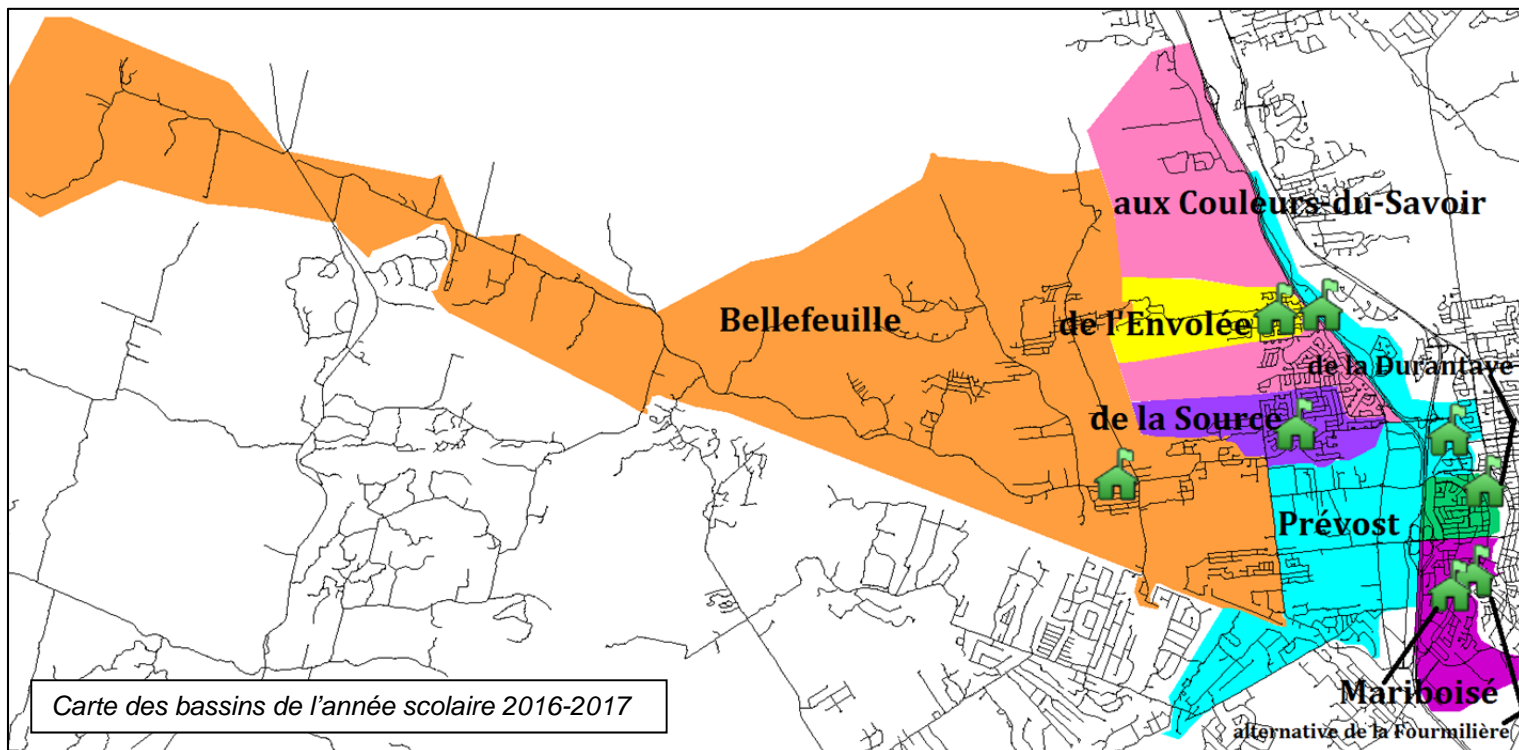 aux Couleurs-du-Savoir
Bellefeuille
de l'Envolée
de la Durantaye
de la Source
Prévost
Mariboisé
alternative de la Fourmilière
Carte des bassins de l'année scolaire 2016-2017